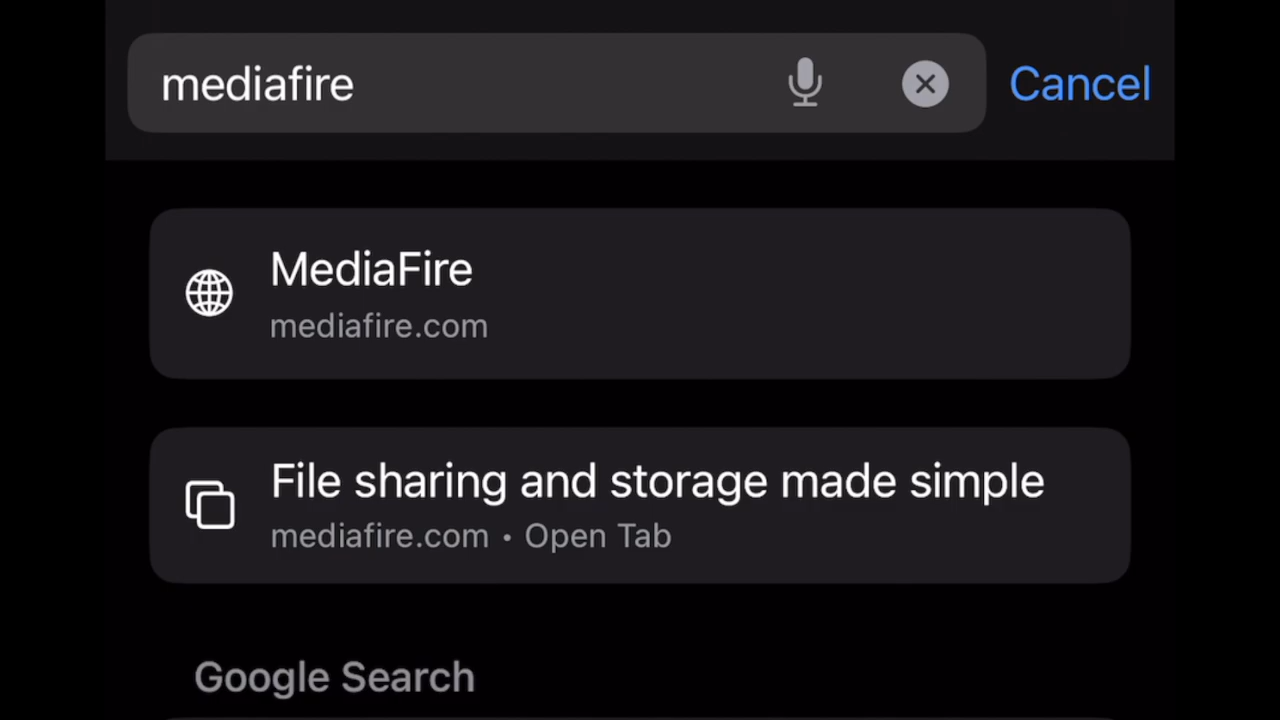 mediafire
Cancel
MediaFire
mediafire.com
File sharing and storage made simple
mediafire.com • Open Tab
Google Search